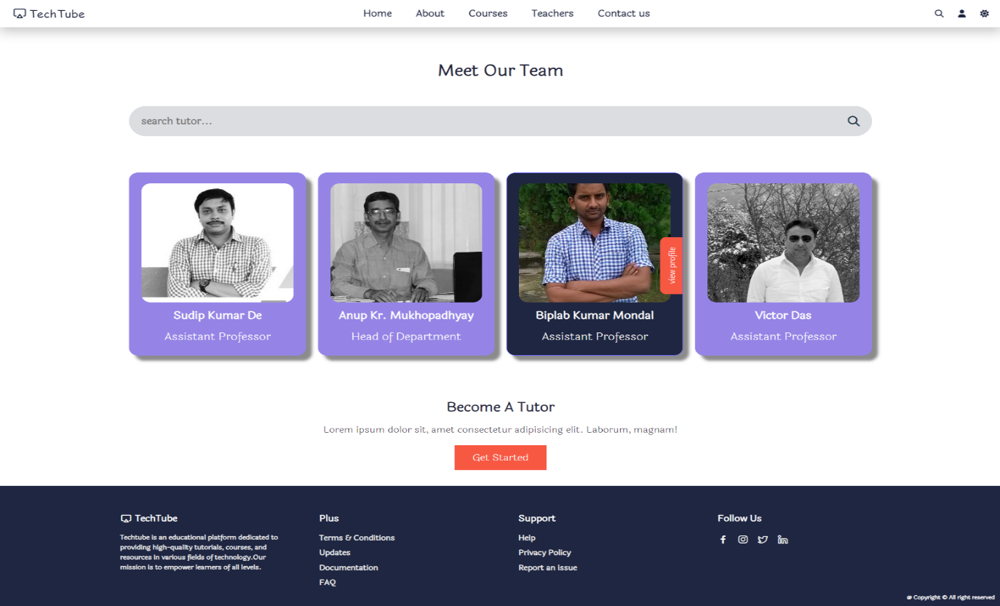 TechTube
Home About Courses Teachers Contact us
Meet Our Team
search tutor...
view profile
Sudip Kumar De
Assistant Professor
Anup Kr. Mukhopadhyay
Head of Department
Biplab Kumar Mondal
Assistant Professor
Victor Das
Assistant Professor
Become A Tutor
Lorem ipsum dolor sit, amet consectetur adipisicing elit. Laborum, magnam!
Get Started
TechTube
Techtube is an educational platform dedicated to
providing high-quality tutorials, courses, and
resources in various fields of technology.Our
mission is to empower learners of all levels.
Plus
Terms & Conditions
Updates
Documentation
FAQ
Support
Help
Privacy Policy
Report an issue
Follow Us
@ Copyright © All right reserved